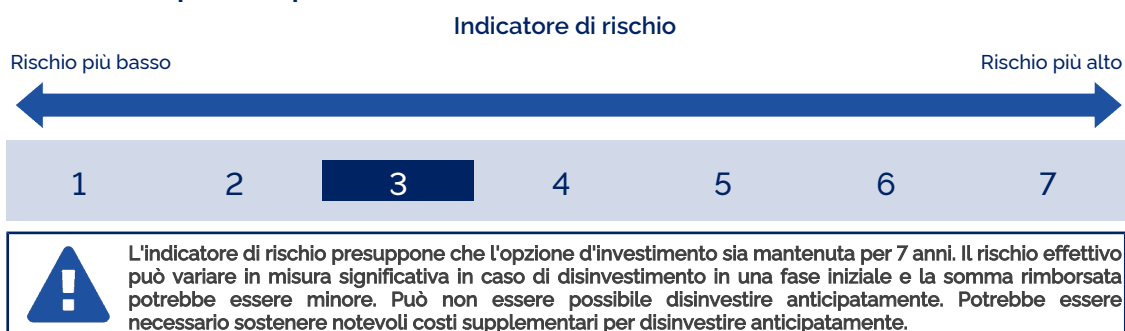 Indicatore di rischio
Rischio più basso
Rischio più alto
1 2 3 4 5 6 7
L'indicatore di rischio presuppone che l'opzione d'investimento sia mantenuta per 7 anni. Il rischio effettivo
può variare in misura significativa in caso di disinvestimento in una fase iniziale e la somma rimborsata
potrebbe essere minore. Può non essere possibile disinvestire anticipatamente. Potrebbe essere
necessario sostenere notevoli costi supplementari per disinvestire anticipatamente.